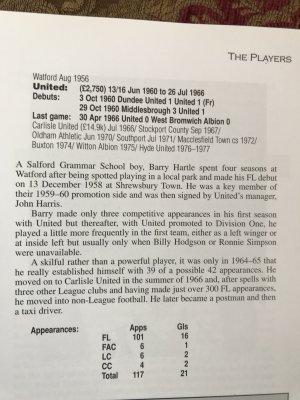 THE PLAYERS
Watford Aug 1956
United: (£2,750) 13/16 Jun 1960 to 26 Jul 1966
Debuts: 3 Oct 1960 Dundee United 1 United 1 (Fr)
29 Oct 1960 Middlesbrough 3 United 1
Last game: 30 Apr 1966 United 0 West Bromwich Albion 0
Carlisle United (£14.9k) Jul 1966/ Stockport County Sep 1967/
Oldham Athletic Jun 1970/ Southport Jul 1971/ Macclesfield Town cs 1972/
Buxton 1974/ Witton Albion 1975/ Hyde United 1976–1977
A Salford Grammar School boy, Barry Hartle spent four seasons at
Watford after being spotted playing in a local park and made his FL debut
on 13 December 1958 at Shrewsbury Town. He was a key member of
their 1959–60 promotion side and was then signed by United's manager,
John Harris.
Barry made only three competitive appearances in his first season
with United but thereafter, with United promoted to Division One, he
played a little more frequently in the first team, either as a left winger or
at inside left but usually only when Billy Hodgson or Ronnie Simpson
were unavailable.
A skilful rather than a powerful player, it was only in 1964–65 that
he really established himself with 39 of a possible 42 appearances. He
moved on to Carlisle United in the summer of 1966 and, after spells with
three other League clubs and having made just over 300 FL appearances,
he moved into non-League football. He later became a postman and then
a taxi driver.
Appearances: Apps Gls
FL 101 16
FAC 6 1
LC 6 2
CC 4 2
Total 117 21